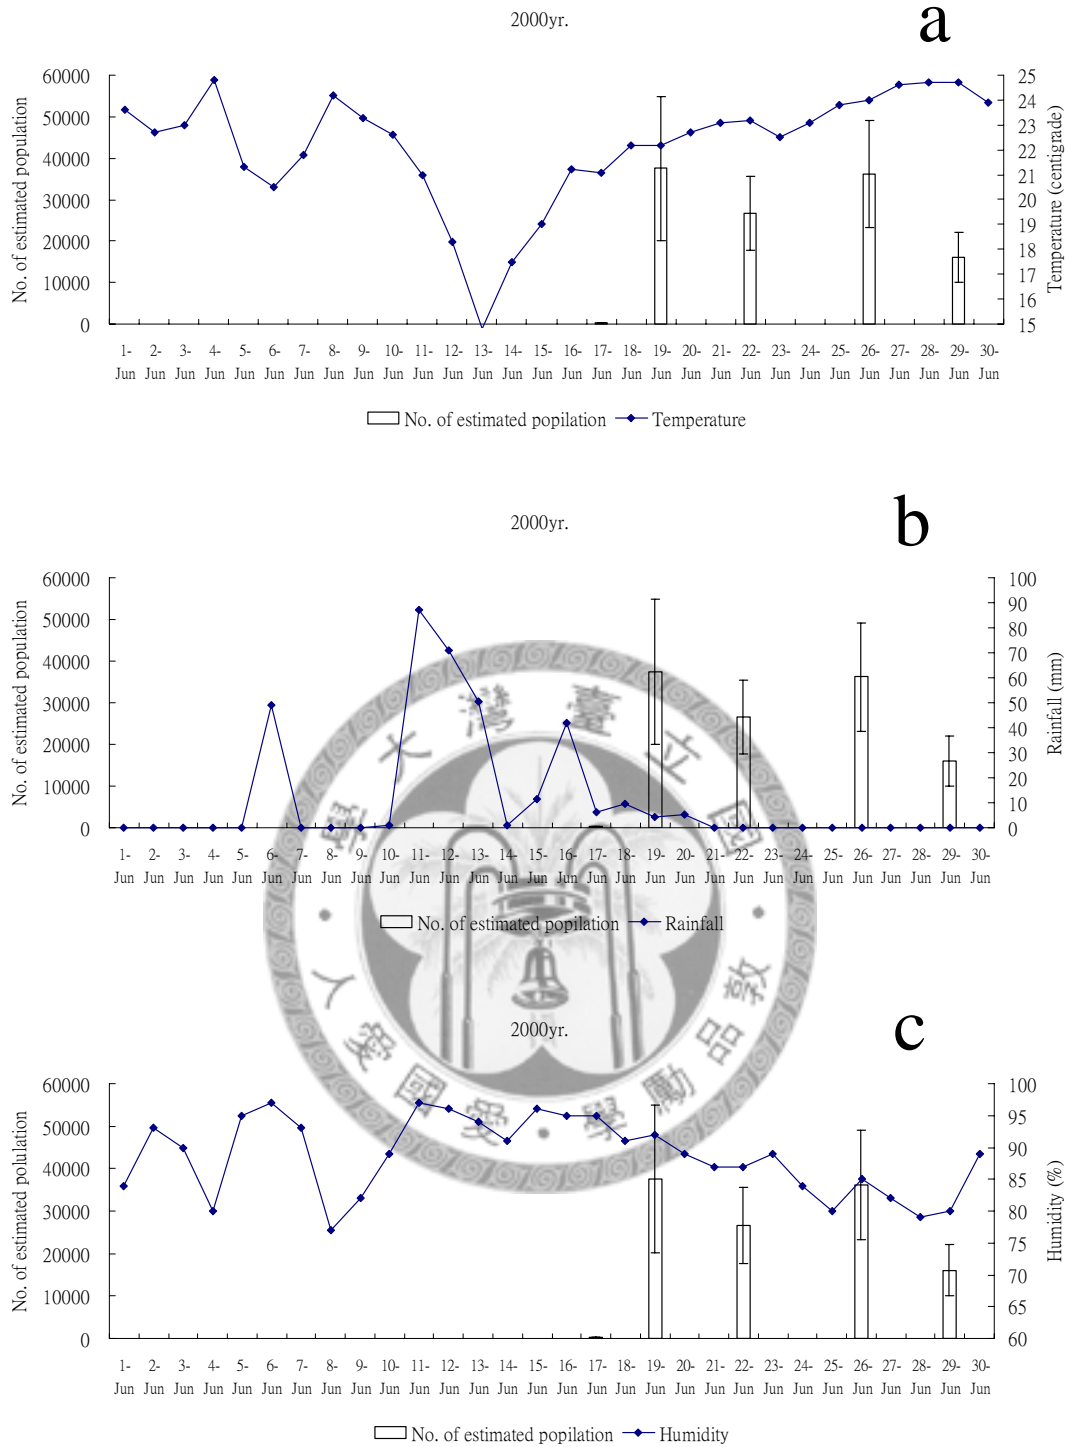 2000yr.
a
No. of estimated population
60000
50000
40000
30000
20000
10000
0
25
24
23
22
21
20
19
18
17
16
15
Temperature (centigrade)
1- 2- 3- 4- 5- 6- 7- 8- 9- 10- 11- 12- 13- 14- 15- 16- 17- 18- 19- 20- 21- 22- 23- 24- 25- 26- 27- 28- 29- 30-
Jun Jun Jun Jun Jun Jun Jun Jun Jun Jun Jun Jun Jun Jun Jun Jun Jun Jun Jun Jun Jun Jun Jun Jun Jun Jun Jun Jun Jun Jun
No. of estimated popilation Temperature
2000yr.
b
No. of estimated population
60000
50000
40000
30000
20000
10000
0
100
90
80
70
60
50
40
30
20
10
0
Rainfall (mm)
1- 2- 3- 4- 5- 6- 7- 8- 9- 10- 11- 12- 13- 14- 15- 16- 17- 18- 19- 20- 21- 22- 23- 24- 25- 26- 27- 28- 29- 30-
Jun Jun Jun Jun Jun Jun Jun Jun Jun Jun Jun Jun Jun Jun Jun Jun Jun Jun Jun Jun Jun Jun Jun Jun Jun Jun Jun Jun Jun Jun
No. of estimated popilation Rainfall
2000yr.
c
No. of estimated polulation
60000
50000
40000
30000
20000
10000
0
100
95
90
85
80
75
70
65
60
Humidity (%)
1- 2- 3- 4- 5- 6- 7- 8- 9- 10- 11- 12- 13- 14- 15- 16- 17- 18- 19- 20- 21- 22- 23- 24- 25- 26- 27- 28- 29- 30-
Jun Jun Jun Jun Jun Jun Jun Jun Jun Jun Jun Jun Jun Jun Jun Jun Jun Jun Jun Jun Jun Jun Jun Jun Jun Jun Jun Jun Jun Jun
No. of estimated popilation Humidity
國立臺灣大學
敦品勵學 • 愛國愛人